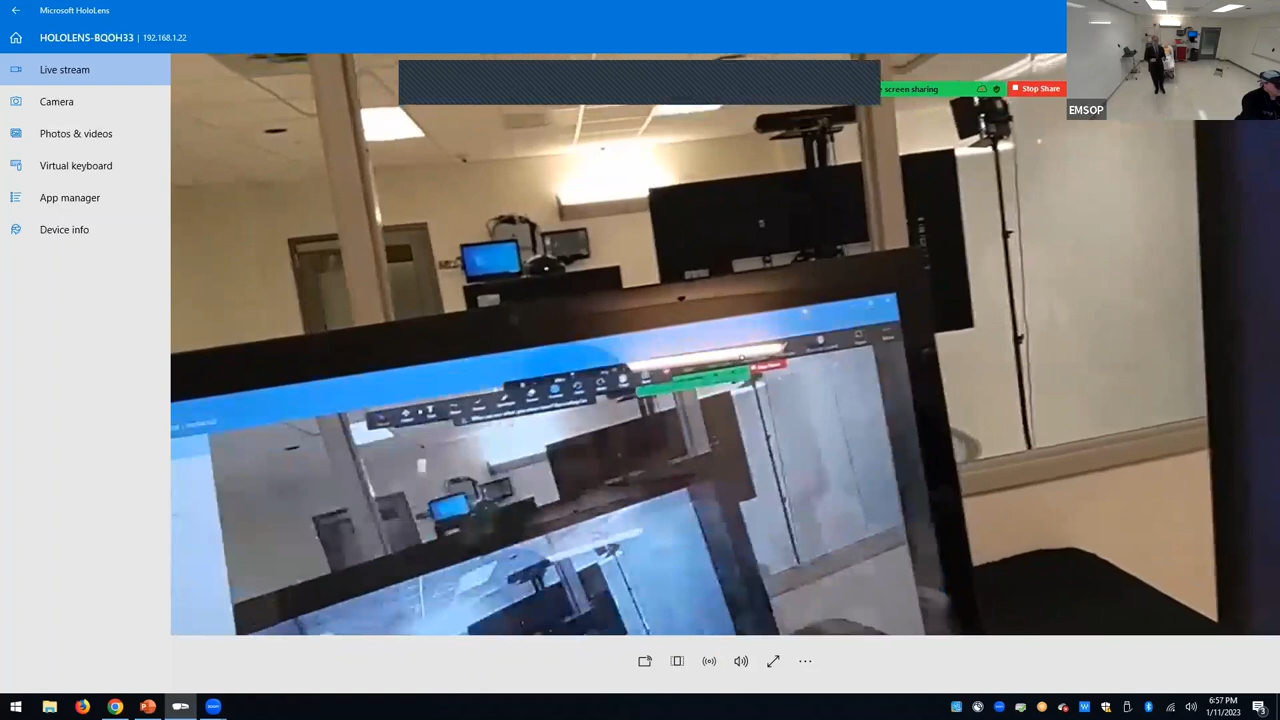 Microsoft HoloLens
HOLOLENS-BQOH33 | 192.168.1.22
Live stream
Camera
Photos & videos
Virtual keyboard
App manager
Device info
screen sharing
Stop Share
EMSOP
6:57 PM
1/11/2023